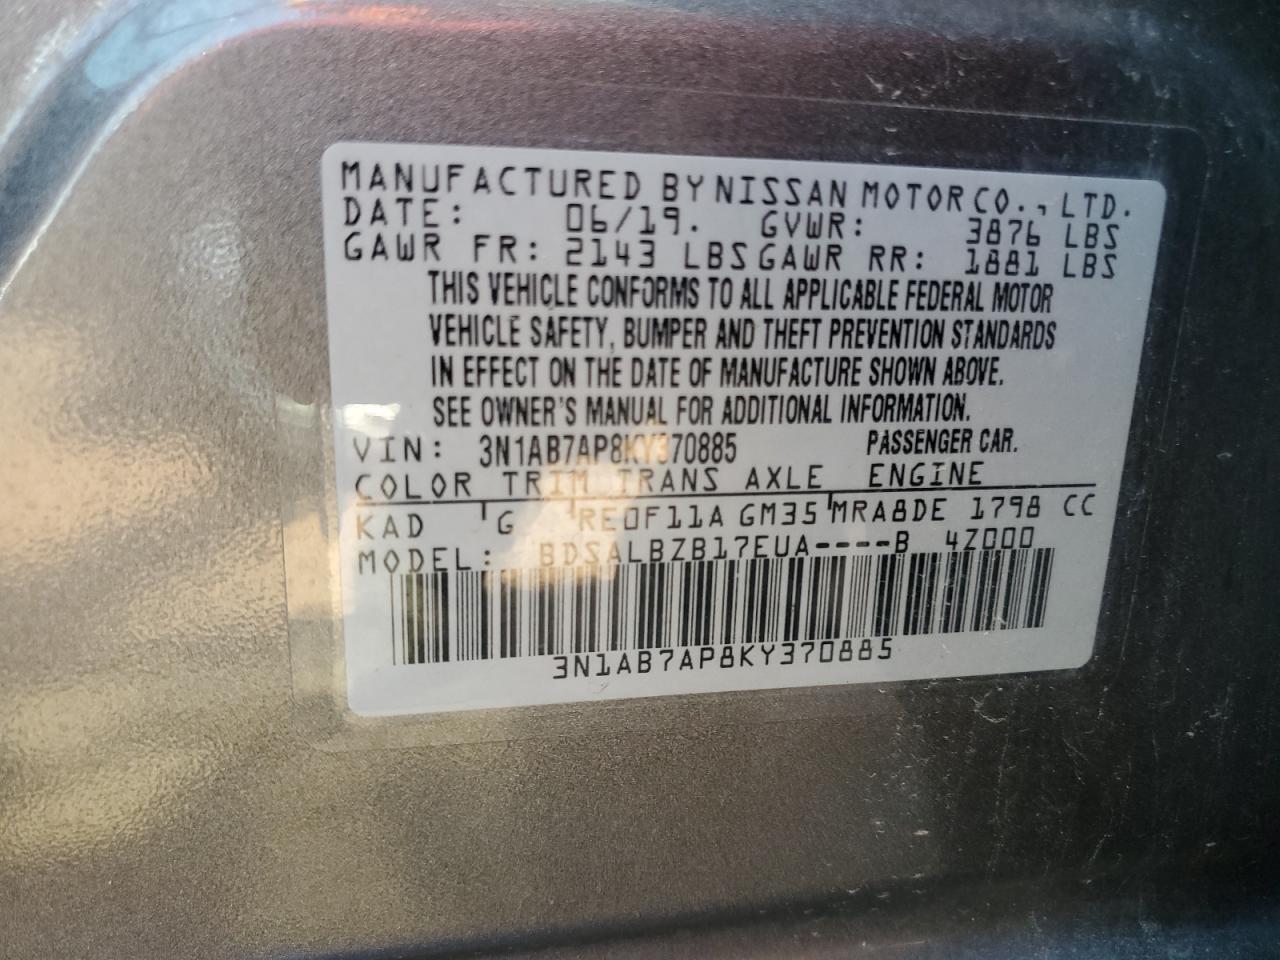 MANUFACTURED BY NISSAN MOTOR CO., LTD.
DATE: 06/19. GVWR: 3876 LBS
GAWR FR: 2143 LBS GAWR RR: 1881 LBS
THIS VEHICLE CONFORMS TO ALL APPLICABLE FEDERAL MOTOR
VEHICLE SAFETY, BUMPER AND THEFT PREVENTION STANDARDS
IN EFFECT ON THE DATE OF MANUFACTURE SHOWN ABOVE.
SEE OWNER'S MANUAL FOR ADDITIONAL INFORMATION.
VIN: 3N1AB7AP8KY370885 PASSENGER CAR.
COLOR TRIM TRANS AXLE ENGINE
KAD G RE0F11A GM35 MRA8DE 1798 CC
MODEL: BDSALBZB17EUA----B 4Z000
3N1AB7AP8KY370885